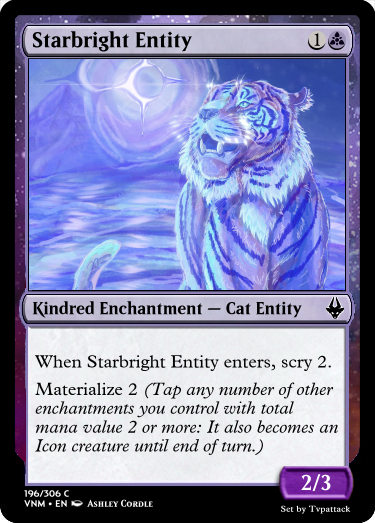 Starbright Entity 1
Kindred Enchantment — Cat Entity
When Starbright Entity enters, scry 2.
Materialize 2 (Tap any number of other
enchantments you control with total
mana value 2 or more: It also becomes an
Icon creature until end of turn.)
2/3
196/306 C
VNM • EN Ashley Cordle
Set by Tvpattack